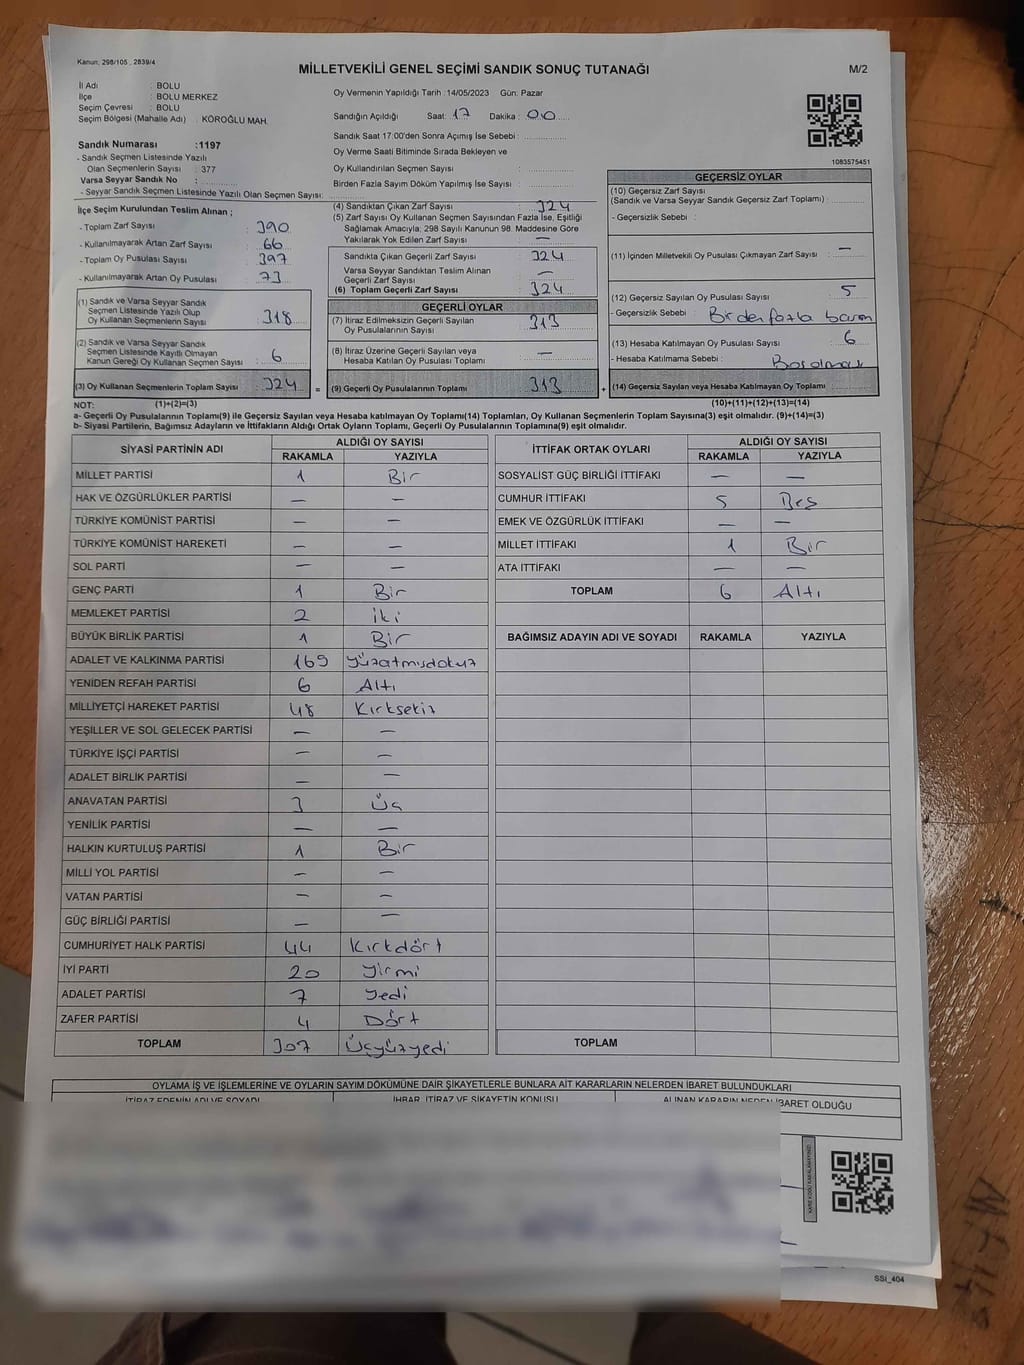 Kanun; 298/105 , 2839/4
MİLLETVEKİLİ GENEL SEÇİMİ SANDIK SONUÇ TUTANAĞI
M/2
İl Adı : BOLU
İlçe : BOLU MERKEZ
Seçim Çevresi : BOLU
Seçim Bölgesi (Mahalle Adı) : KÖROĞLU MAH.
Sandık Numarası :1197
- Sandık Seçmen Listesinde Yazılı
Olan Seçmenlerin Sayısı : 377
Varsa Seyyar Sandık No :
- Seyyar Sandık Seçmen Listesinde Yazılı Olan Seçmen Sayısı:
Oy Vermenin Yapıldığı Tarih :14/05/2023 Gün: Pazar
Sandığın Açıldığı Saat: 17 Dakika : 00
Sandık Saat 17:00'den Sonra Açımış İse Sebebi :
Oy Verme Saati Bitiminde Sırada Bekleyen ve
Oy Kullandırılan Seçmen Sayısı :
Birden Fazla Sayım Döküm Yapılmış İse Sayısı :
1083575451
İlçe Seçim Kurulundan Teslim Alınan ;
- Toplam Zarf Sayısı : 390
- Kullanılmayarak Artan Zarf Sayısı : 66
- Toplam Oy Pusulası Sayısı : 397
- Kullanılmayarak Artan Oy Pusulası : 73
(1) Sandık ve Varsa Seyyar Sandık
Seçmen Listesinde Yazılı Olup
Oy Kullanan Seçmenlerin Sayısı : 318
(2) Sandık ve Varsa Seyyar Sandık
Seçmen Listesinde Kayıtlı Olmayan
Kanun Gereği Oy Kullanan Seçmen Sayısı : 6
(3) Oy Kullanan Seçmenlerin Toplam Sayısı : 324 =
(4) Sandıktan Çıkan Zarf Sayısı : 324
(5) Zarf Sayısı Oy Kullanan Seçmen Sayısından Fazla İse, Eşitliği
Sağlamak Amacıyla; 298 Sayılı Kanunun 98. Maddesine Göre
Yakılarak Yok Edilen Zarf Sayısı : —
Sandıkta Çıkan Geçerli Zarf Sayısı : 324
Varsa Seyyar Sandıktan Teslim Alınan
Geçerli Zarf Sayısı : —
(6) Toplam Geçerli Zarf Sayısı : 324
GEÇERLİ OYLAR
(7) İtiraz Edilmeksizin Geçerli Sayılan
Oy Pusulalarının Sayısı : 313
(8) İtiraz Üzerine Geçerli Sayılan veya
Hesaba Katılan Oy Pusulası Toplamı : —
(9) Geçerli Oy Pusulalarının Toplamı : 313 +
GEÇERSİZ OYLAR
(10) Geçersiz Zarf Sayısı
(Sandık ve Varsa Seyyar Sandık Geçersiz Zarf Toplamı) :
- Geçersizlik Sebebi :
(11) İçinden Milletvekili Oy Pusulası Çıkmayan Zarf Sayısı : —
(12) Geçersiz Sayılan Oy Pusulası Sayısı : 5
- Geçersizlik Sebebi : Birden fazla basım
(13) Hesaba Katılmayan Oy Pusulası Sayısı : 6
- Hesaba Katılmama Sebebi : Boş olması
(14) Geçersiz Sayılan veya Hesaba Katılmayan Oy Toplamı :
NOT: (1)+(2)=(3) (10)+(11)+(12)+(13)=(14)
a- Geçerli Oy Pusulalarının Toplamı(9) ile Geçersiz Sayılan veya Hesaba katılmayan Oy Toplamı(14) Toplamları, Oy Kullanan Seçmenlerin Toplam Sayısına(3) eşit olmalıdır. (9)+(14)=(3)
b- Siyasi Partilerin, Bağımsız Adayların ve İttifakların Aldığı Ortak Oyların Toplamı, Geçerli Oy Pusulalarının Toplamına(9) eşit olmalıdır.
SİYASİ PARTİNİN ADI ALDIĞI OY SAYISI
RAKAMLA YAZIYLA
MİLLET PARTİSİ 1 Bir
HAK VE ÖZGÜRLÜKLER PARTİSİ — —
TÜRKİYE KOMÜNİST PARTİSİ — —
TÜRKİYE KOMÜNİST HAREKETİ — —
SOL PARTİ — —
GENÇ PARTİ 1 Bir
MEMLEKET PARTİSİ 2 İki
BÜYÜK BİRLİK PARTİSİ 1 Bir
ADALET VE KALKINMA PARTİSİ 169 Yüzatmışdokuz
YENİDEN REFAH PARTİSİ 6 Altı
MİLLİYETÇİ HAREKET PARTİSİ 48 Kırksekiz
YEŞİLLER VE SOL GELECEK PARTİSİ — —
TÜRKİYE İŞÇİ PARTİSİ — —
ADALET BİRLİK PARTİSİ — —
ANAVATAN PARTİSİ 3 Üç
YENİLİK PARTİSİ — —
HALKIN KURTULUŞ PARTİSİ 1 Bir
MİLLİ YOL PARTİSİ — —
VATAN PARTİSİ — —
GÜÇ BİRLİĞİ PARTİSİ — —
CUMHURİYET HALK PARTİSİ 44 Kırkdört
İYİ PARTİ 20 Yirmi
ADALET PARTİSİ 7 Yedi
ZAFER PARTİSİ 4 Dört
TOPLAM 307 Üçyüzyedi
İTTİFAK ORTAK OYLARI ALDIĞI OY SAYISI
RAKAMLA YAZIYLA
SOSYALİST GÜÇ BİRLİĞİ İTTİFAKI — —
CUMHUR İTTİFAKI 5 Beş
EMEK VE ÖZGÜRLÜK İTTİFAKI — —
MİLLET İTTİFAKI 1 Bir
ATA İTTİFAKI — —
TOPLAM 6 Altı
BAĞIMSIZ ADAYIN ADI VE SOYADI RAKAMLA YAZIYLA
TOPLAM
OYLAMA İŞ VE İŞLEMLERİNE VE OYLARIN SAYIM DÖKÜMÜNE DAİR ŞİKAYETLERLE BUNLARA AİT KARARLARIN NELERDEN İBARET BULUNDUKLARI
İTİRAZ EDENİN ADI VE SOYADI İHBAR, İTİRAZ VE ŞİKAYETİN KONUSU ALINAN KARARIN NEDEN İBARET OLDUĞU
KARE KODU KARALAMAYINIZ!
SSI_404